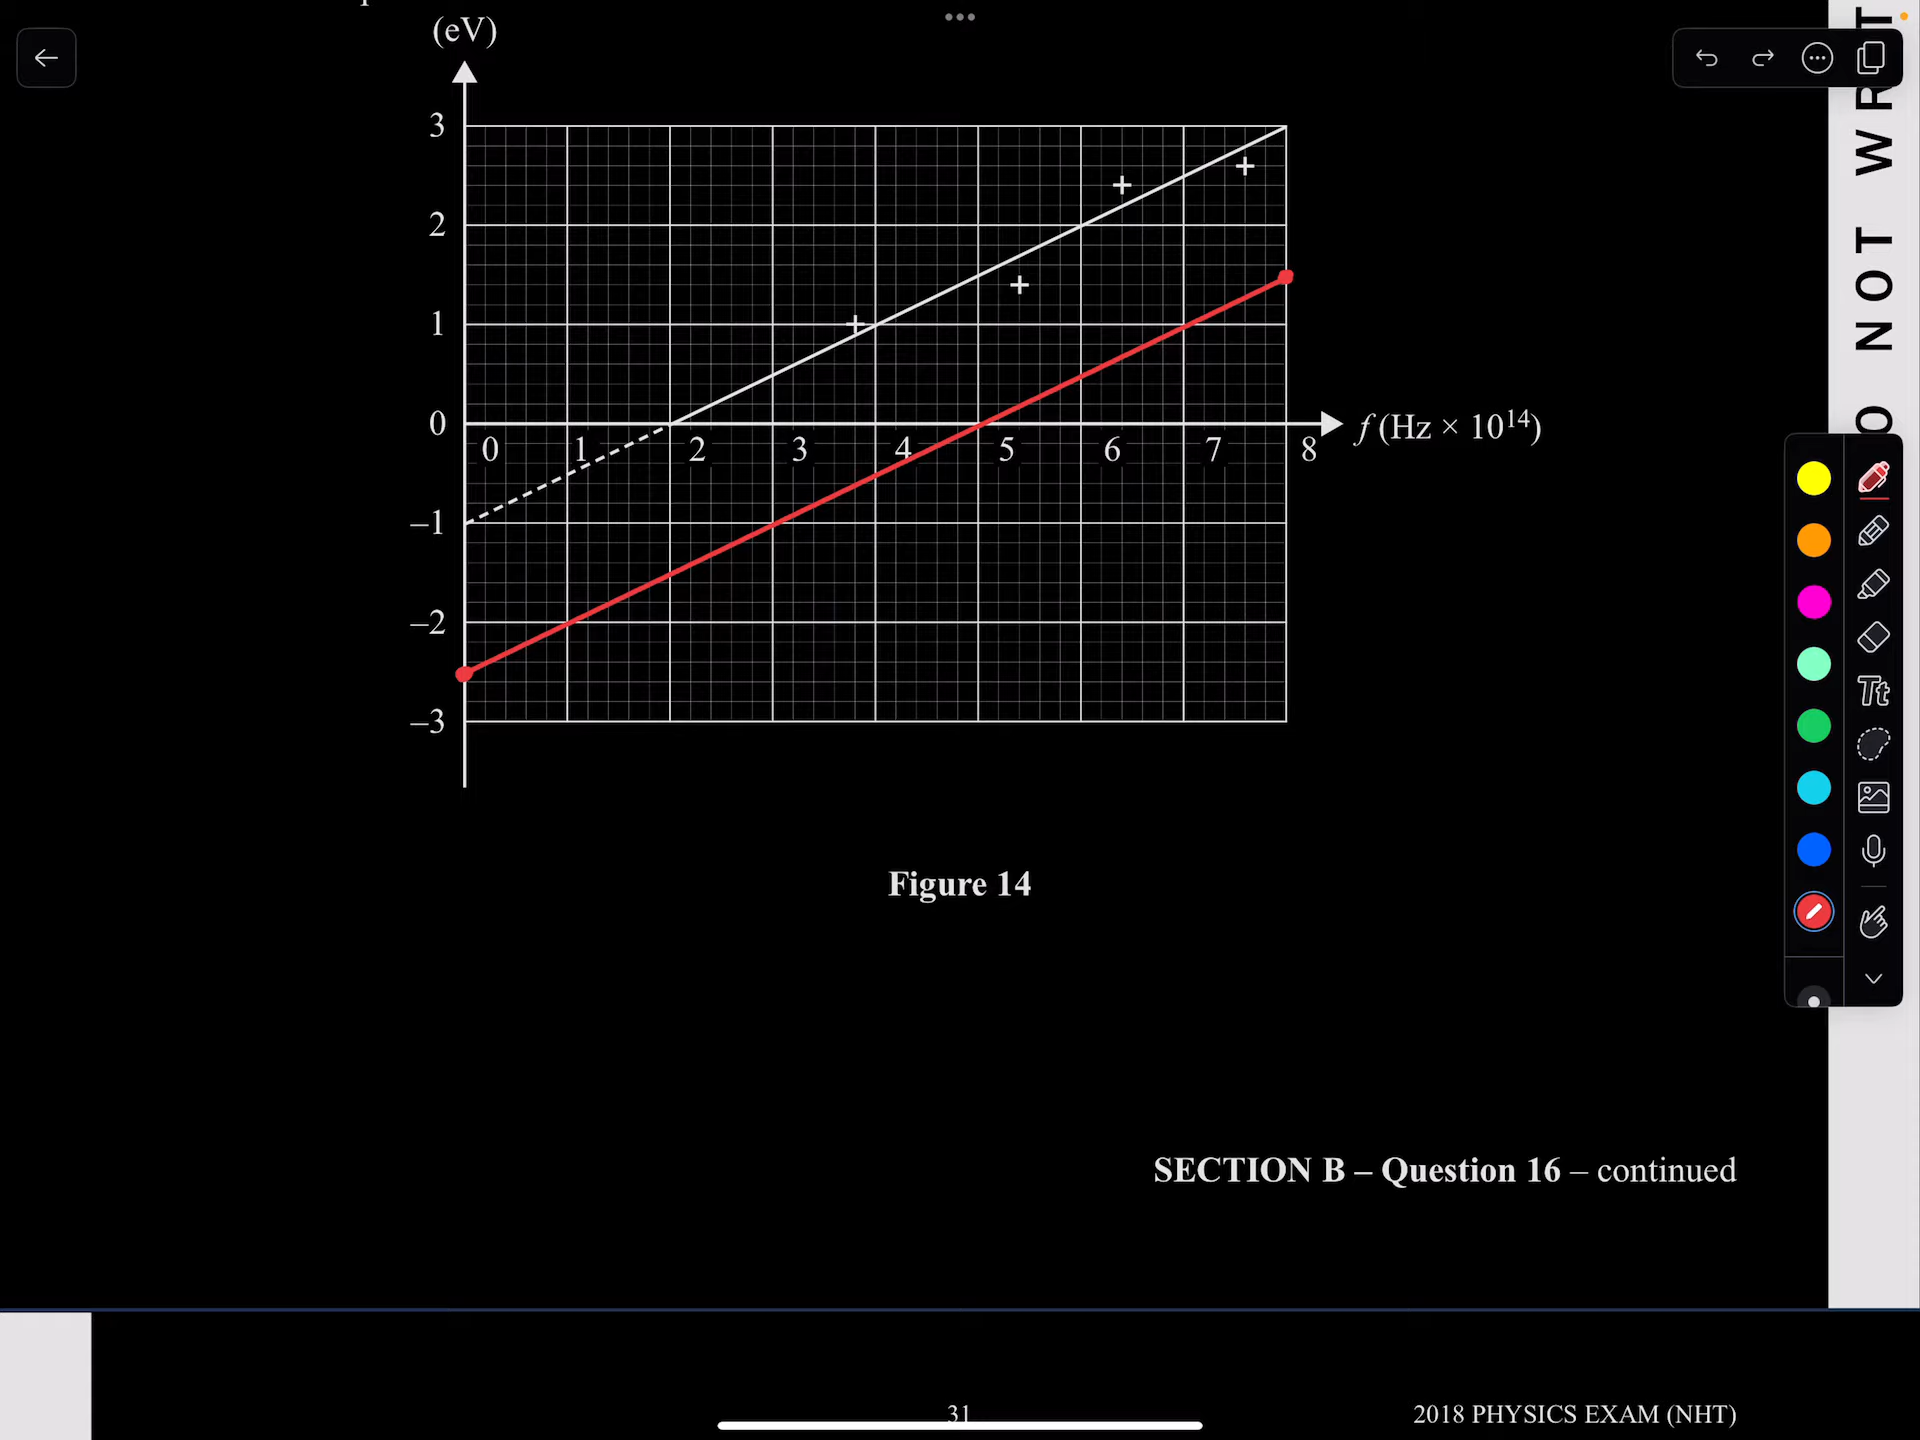 (eV)
3
2
1
0
–1
–2
–3
0 1 2 3 4 5 6 7 8
f (Hz × 10¹⁴)
Figure 14
SECTION B – Question 16 – continued
31
2018 PHYSICS EXAM (NHT)
O NOT WRIT
Tt